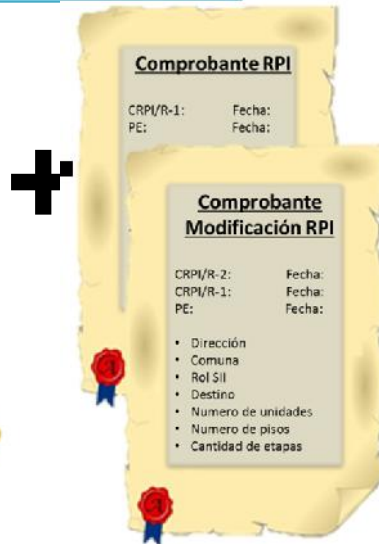 Comprobante RPI
CRPI/R-1: Fecha:
PE: Fecha:
Comprobante
Modificación RPI
CRPI/R-2: Fecha:
CRPI/R-1: Fecha:
PE: Fecha:
• Dirección
• Comuna
• Rol SII
• Destino
• Numero de unidades
• Numero de pisos
• Cantidad de etapas